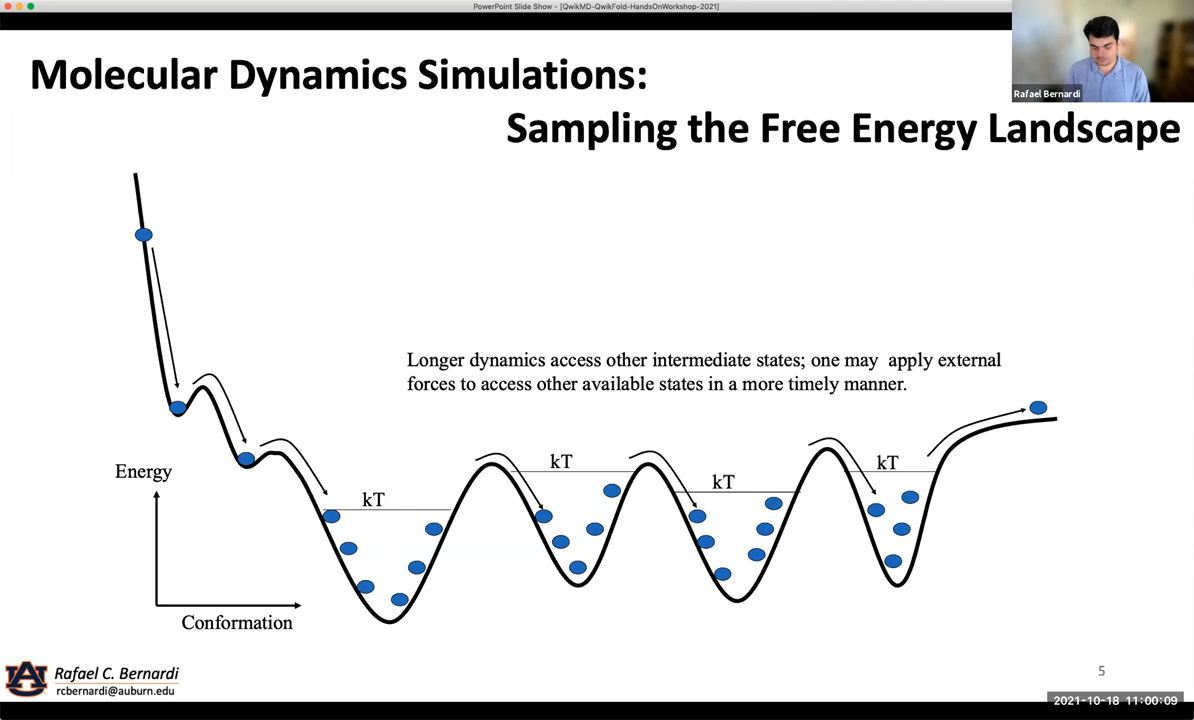 PowerPoint Slide Show - [QwikMD-QwikFold-HandsOnWorkshop-2021]
Rafael Bernardi
Molecular Dynamics Simulations:
Sampling the Free Energy Landscape
Longer dynamics access other intermediate states; one may apply external
forces to access other available states in a more timely manner.
Energy
kT
kT
kT
kT
Conformation
Rafael C. Bernardi
rcbernardi@auburn.edu
5
2021-10-18 11:00:09